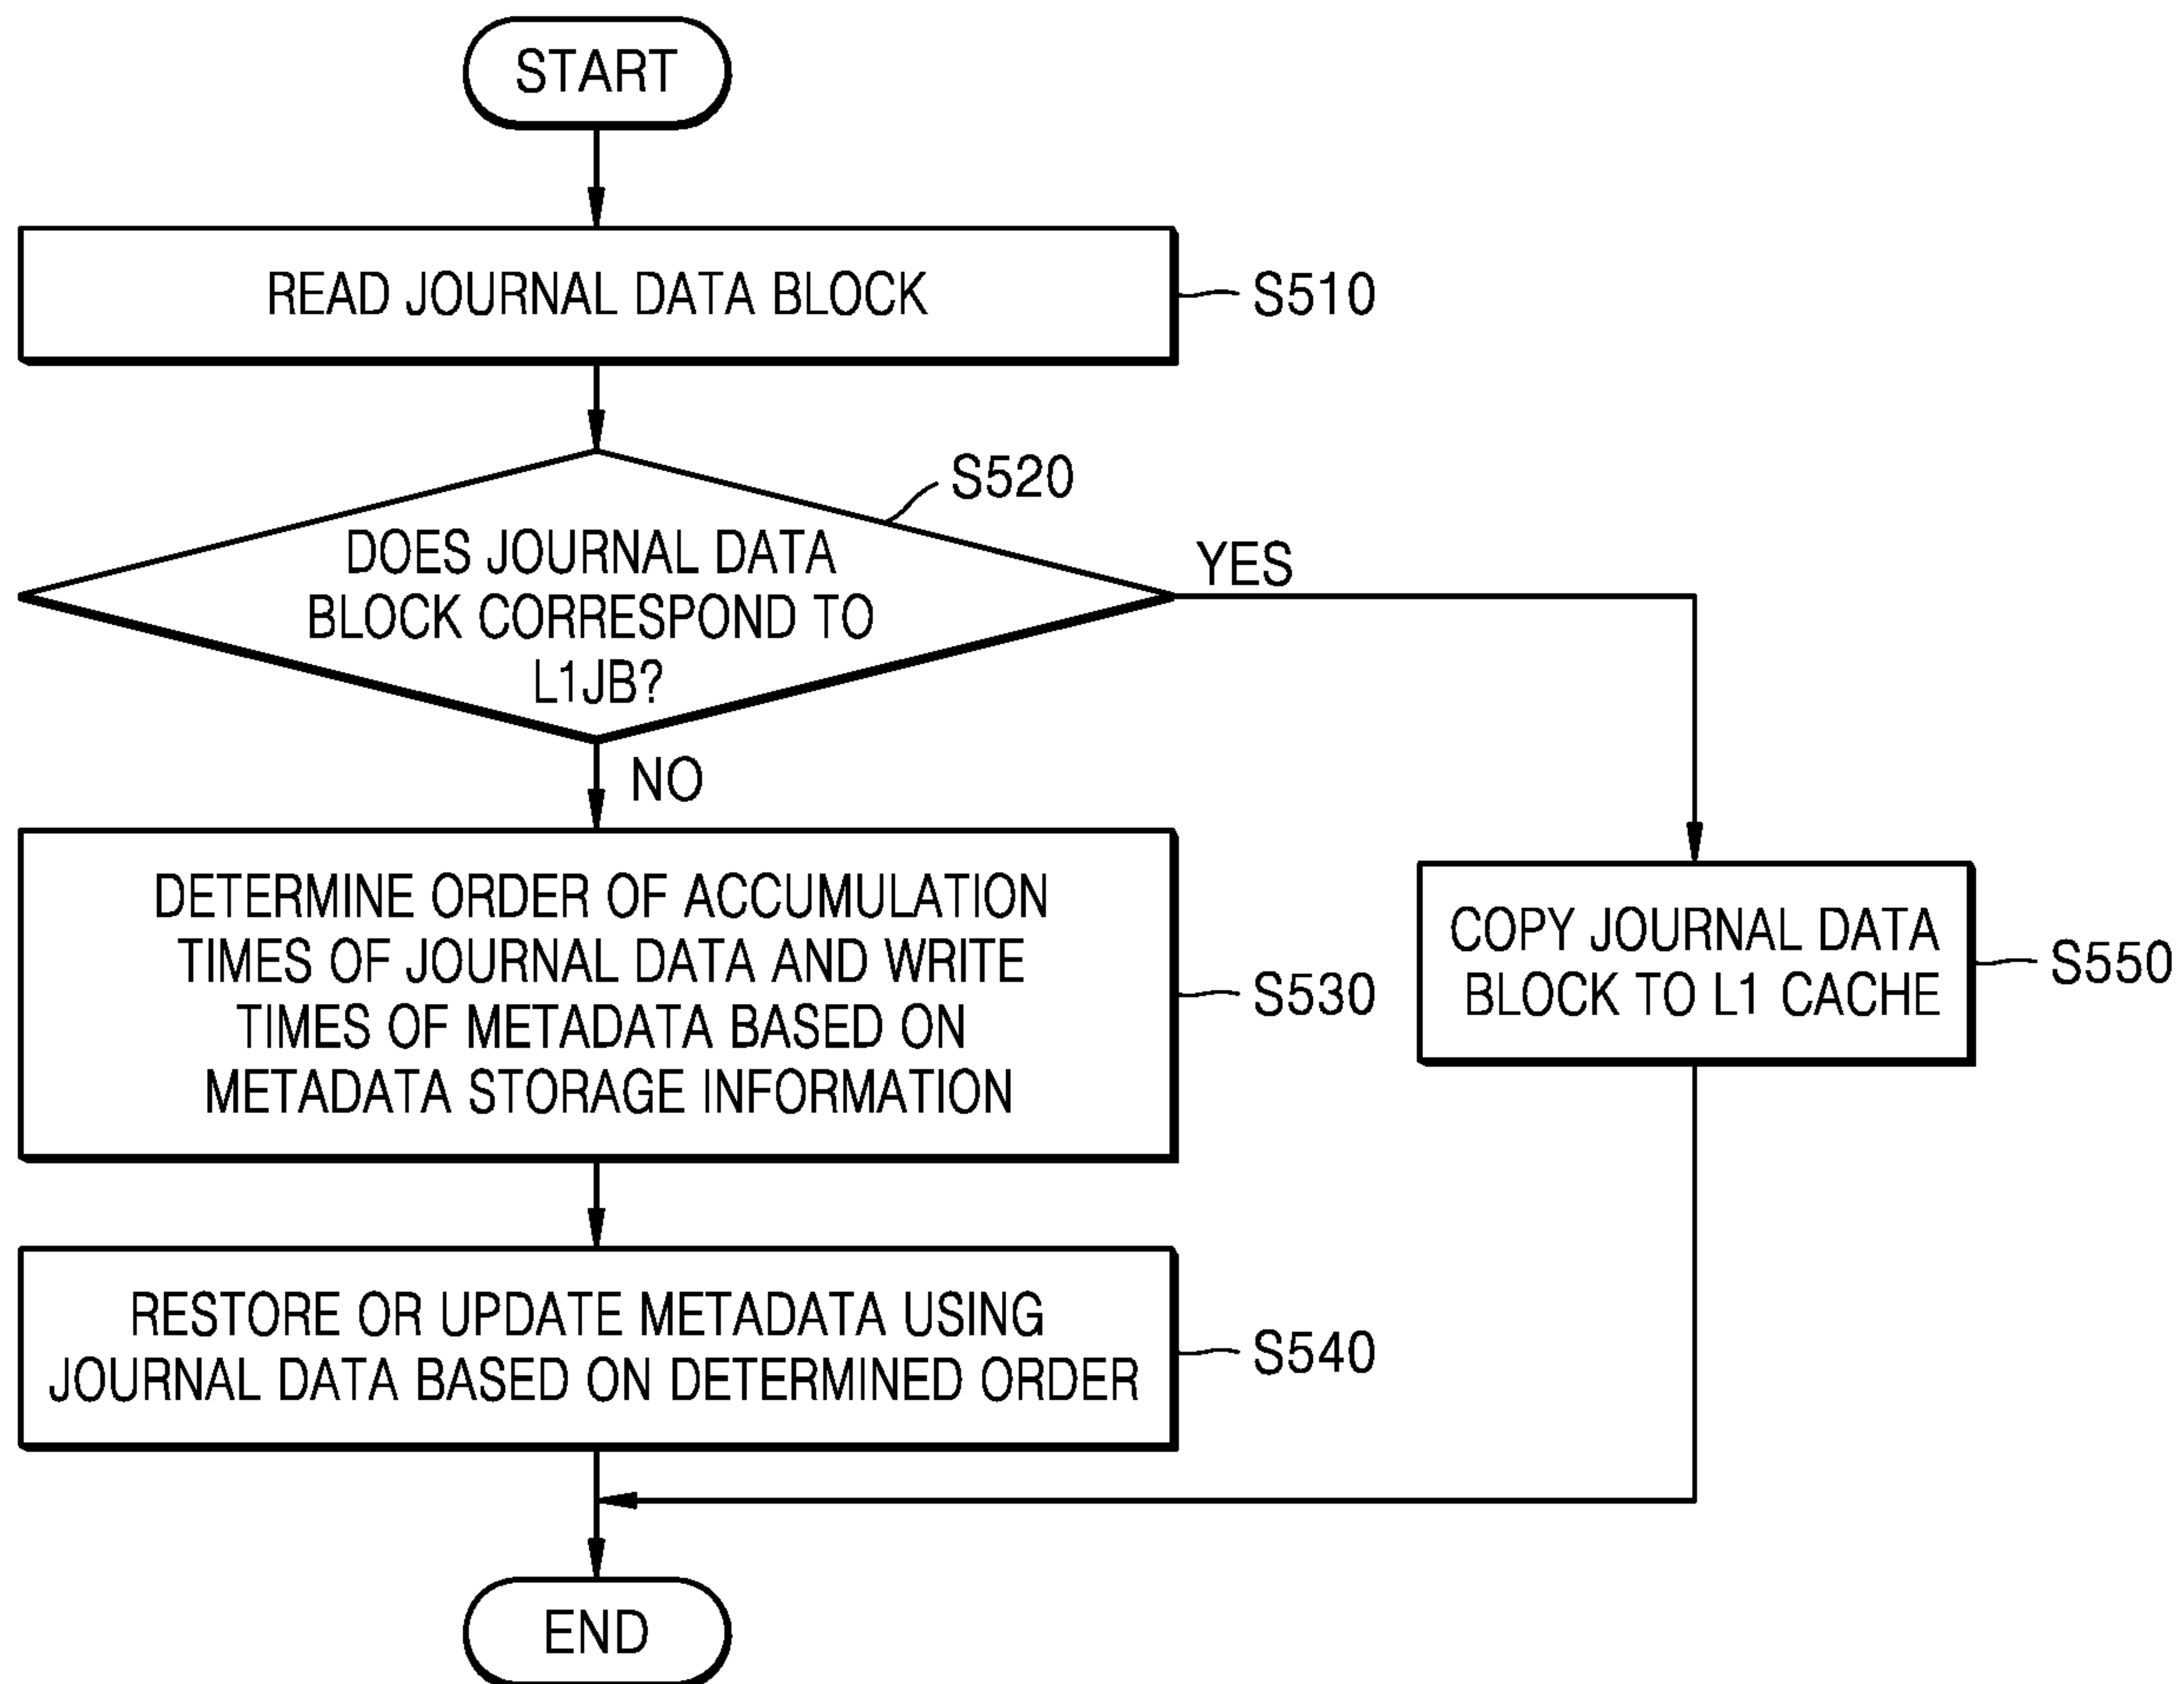 START
READ JOURNAL DATA BLOCK
S510
S520
DOES JOURNAL DATA
BLOCK CORRESPOND TO
L1JB?
YES
NO
DETERMINE ORDER OF ACCUMULATION
TIMES OF JOURNAL DATA AND WRITE
TIMES OF METADATA BASED ON
METADATA STORAGE INFORMATION
S530
COPY JOURNAL DATA
BLOCK TO L1 CACHE
S550
RESTORE OR UPDATE METADATA USING
JOURNAL DATA BASED ON DETERMINED ORDER
S540
END